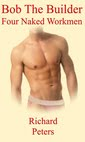 Bob The Builder
Four Naked Workmen
Richard
Peters